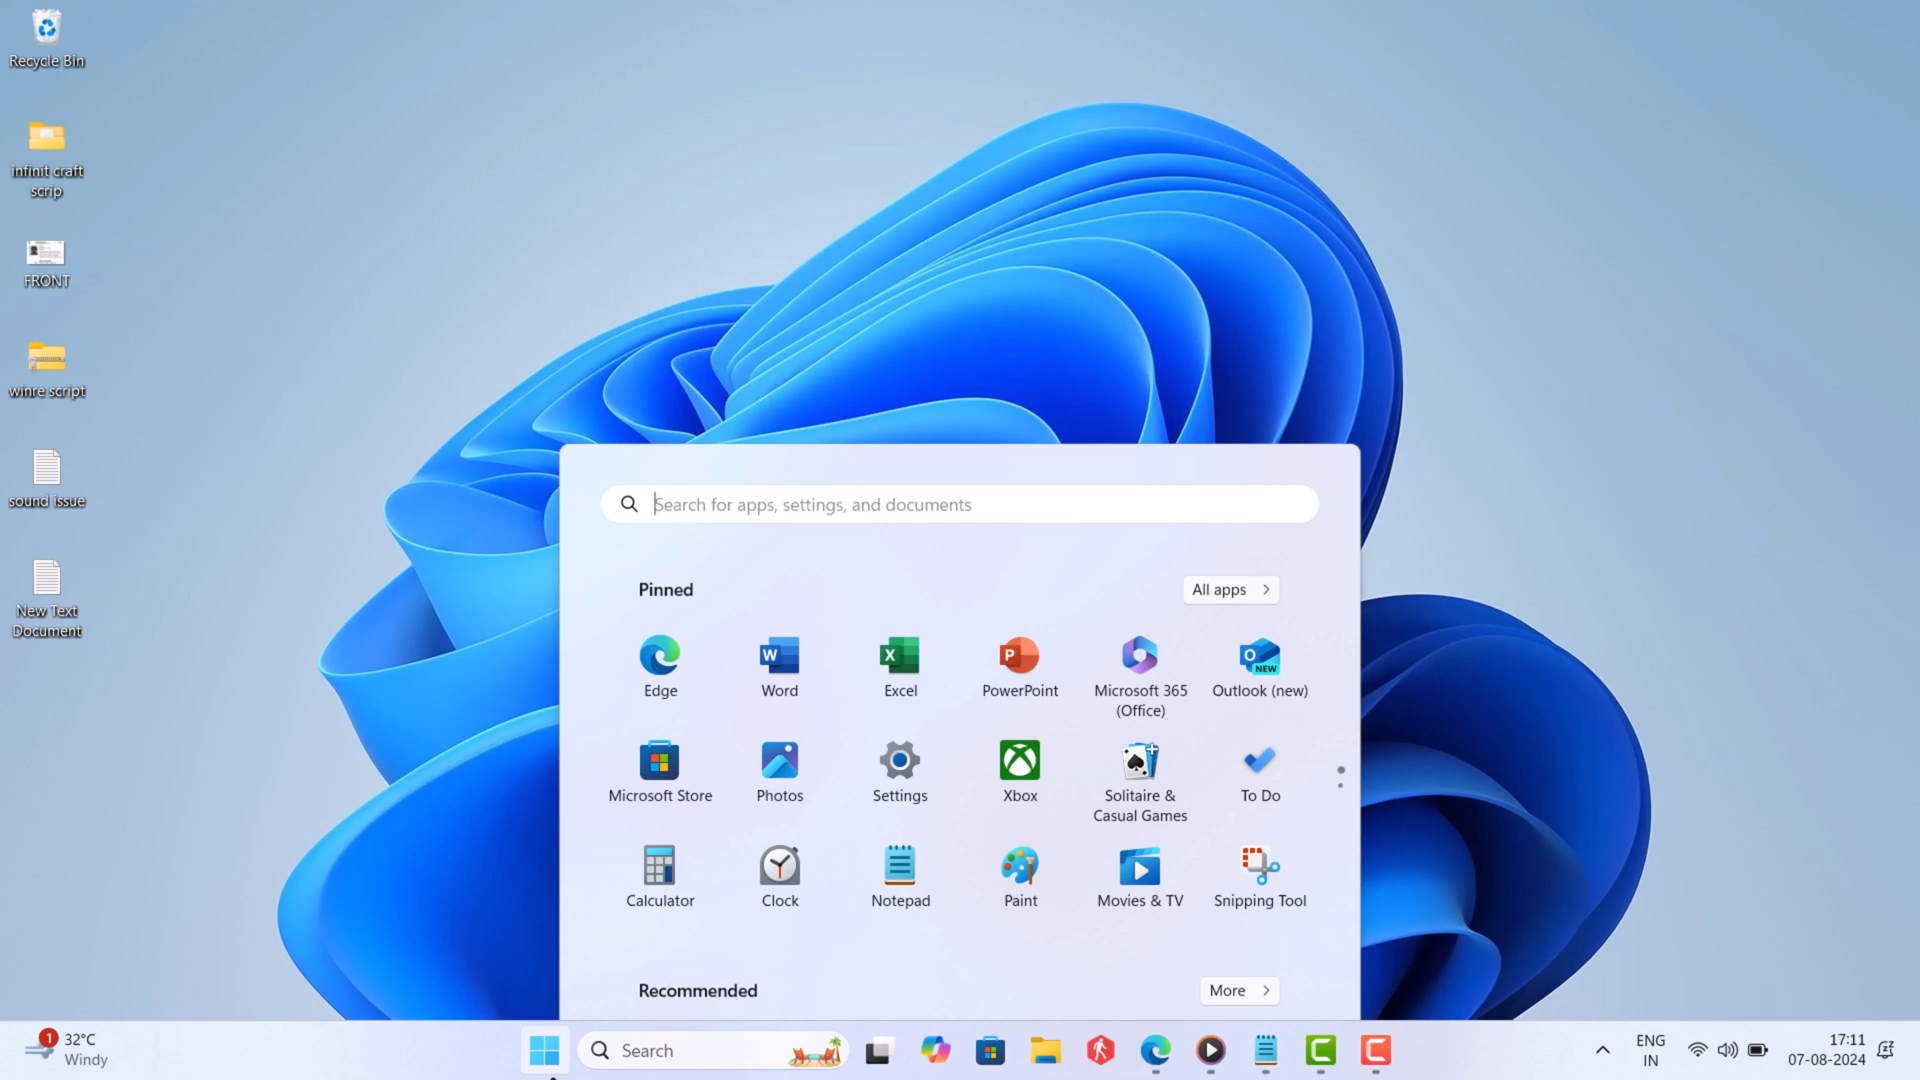 Recycle Bin
infinit craft
scrip
FRONT
winre script
sound issue
New Text
Document
Search for apps, settings, and documents
Pinned
All apps
Edge
Word
Excel
PowerPoint
Microsoft 365
(Office)
Outlook (new)
Microsoft Store
Photos
Settings
Xbox
Solitaire &
Casual Games
To Do
Calculator
Clock
Notepad
Paint
Movies & TV
Snipping Tool
Recommended
More
1
32°C
Windy
Search
ENG
IN
17:11
07-08-2024